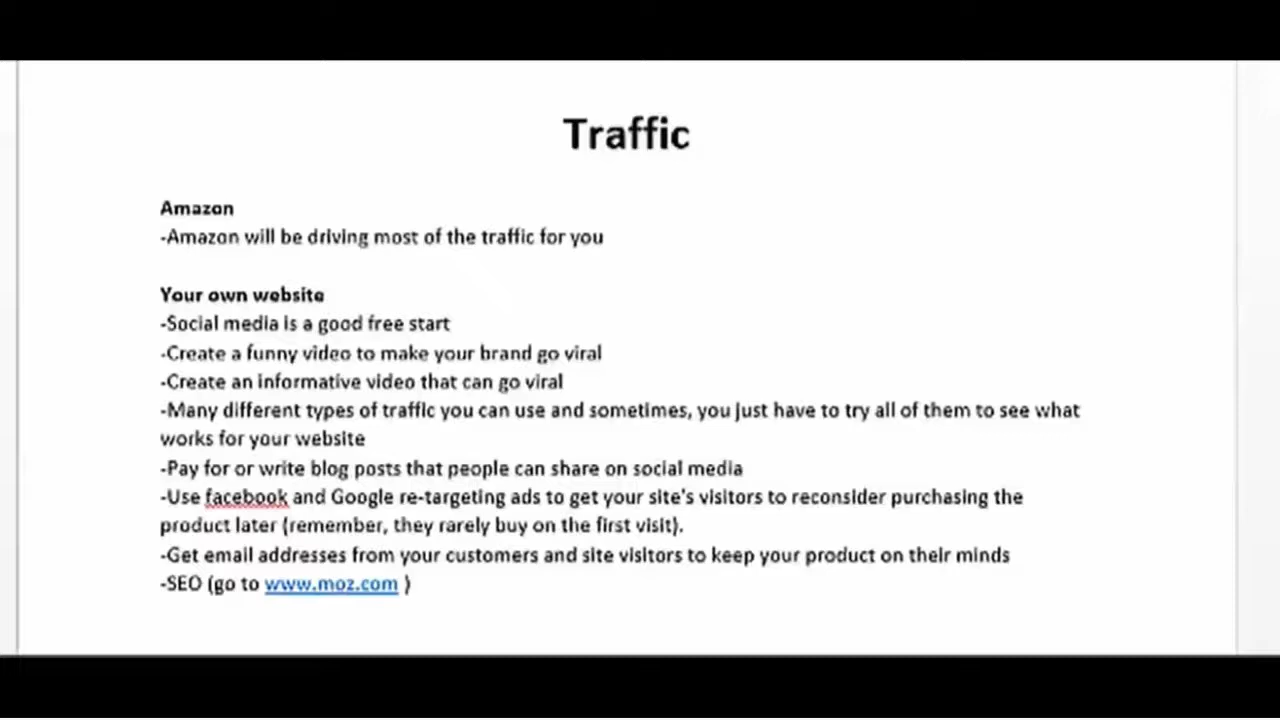 Traffic
Amazon
-Amazon will be driving most of the traffic for you
Your own website
-Social media is a good free start
-Create a funny video to make your brand go viral
-Create an informative video that can go viral
-Many different types of traffic you can use and sometimes, you just have to try all of them to see what
works for your website
-Pay for or write blog posts that people can share on social media
-Use facebook and Google re-targeting ads to get your site's visitors to reconsider purchasing the
product later (remember, they rarely buy on the first visit).
-Get email addresses from your customers and site visitors to keep your product on their minds
-SEO (go to www.moz.com )